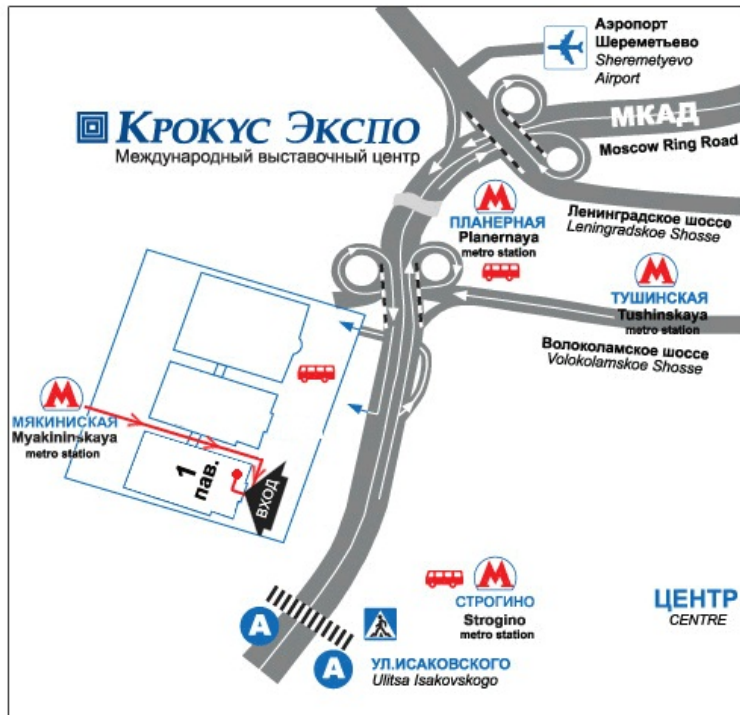 Аэропорт
Шереметьево
Sheremetyevo
Airport
КРОКУС ЭКСПО
Международный выставочный центр
МКАД
Moscow Ring Road
М
ПЛАНЕРНАЯ
Planernaya
metro station
Ленинградское шоссе
Leningradskoe Shosse
М
ТУШИНСКАЯ
Tushinskaya
metro station
Волоколамское шоссе
Volokolamskoe Shosse
М
МЯКИНИСКАЯ
Myakininskaya
metro station
1
пав.
ВХОД
М
СТРОГИНО
Strogino
metro station
ЦЕНТР
CENTRE
А
А
УЛ.ИСАКОВСКОГО
Ulitsa Isakovskogo